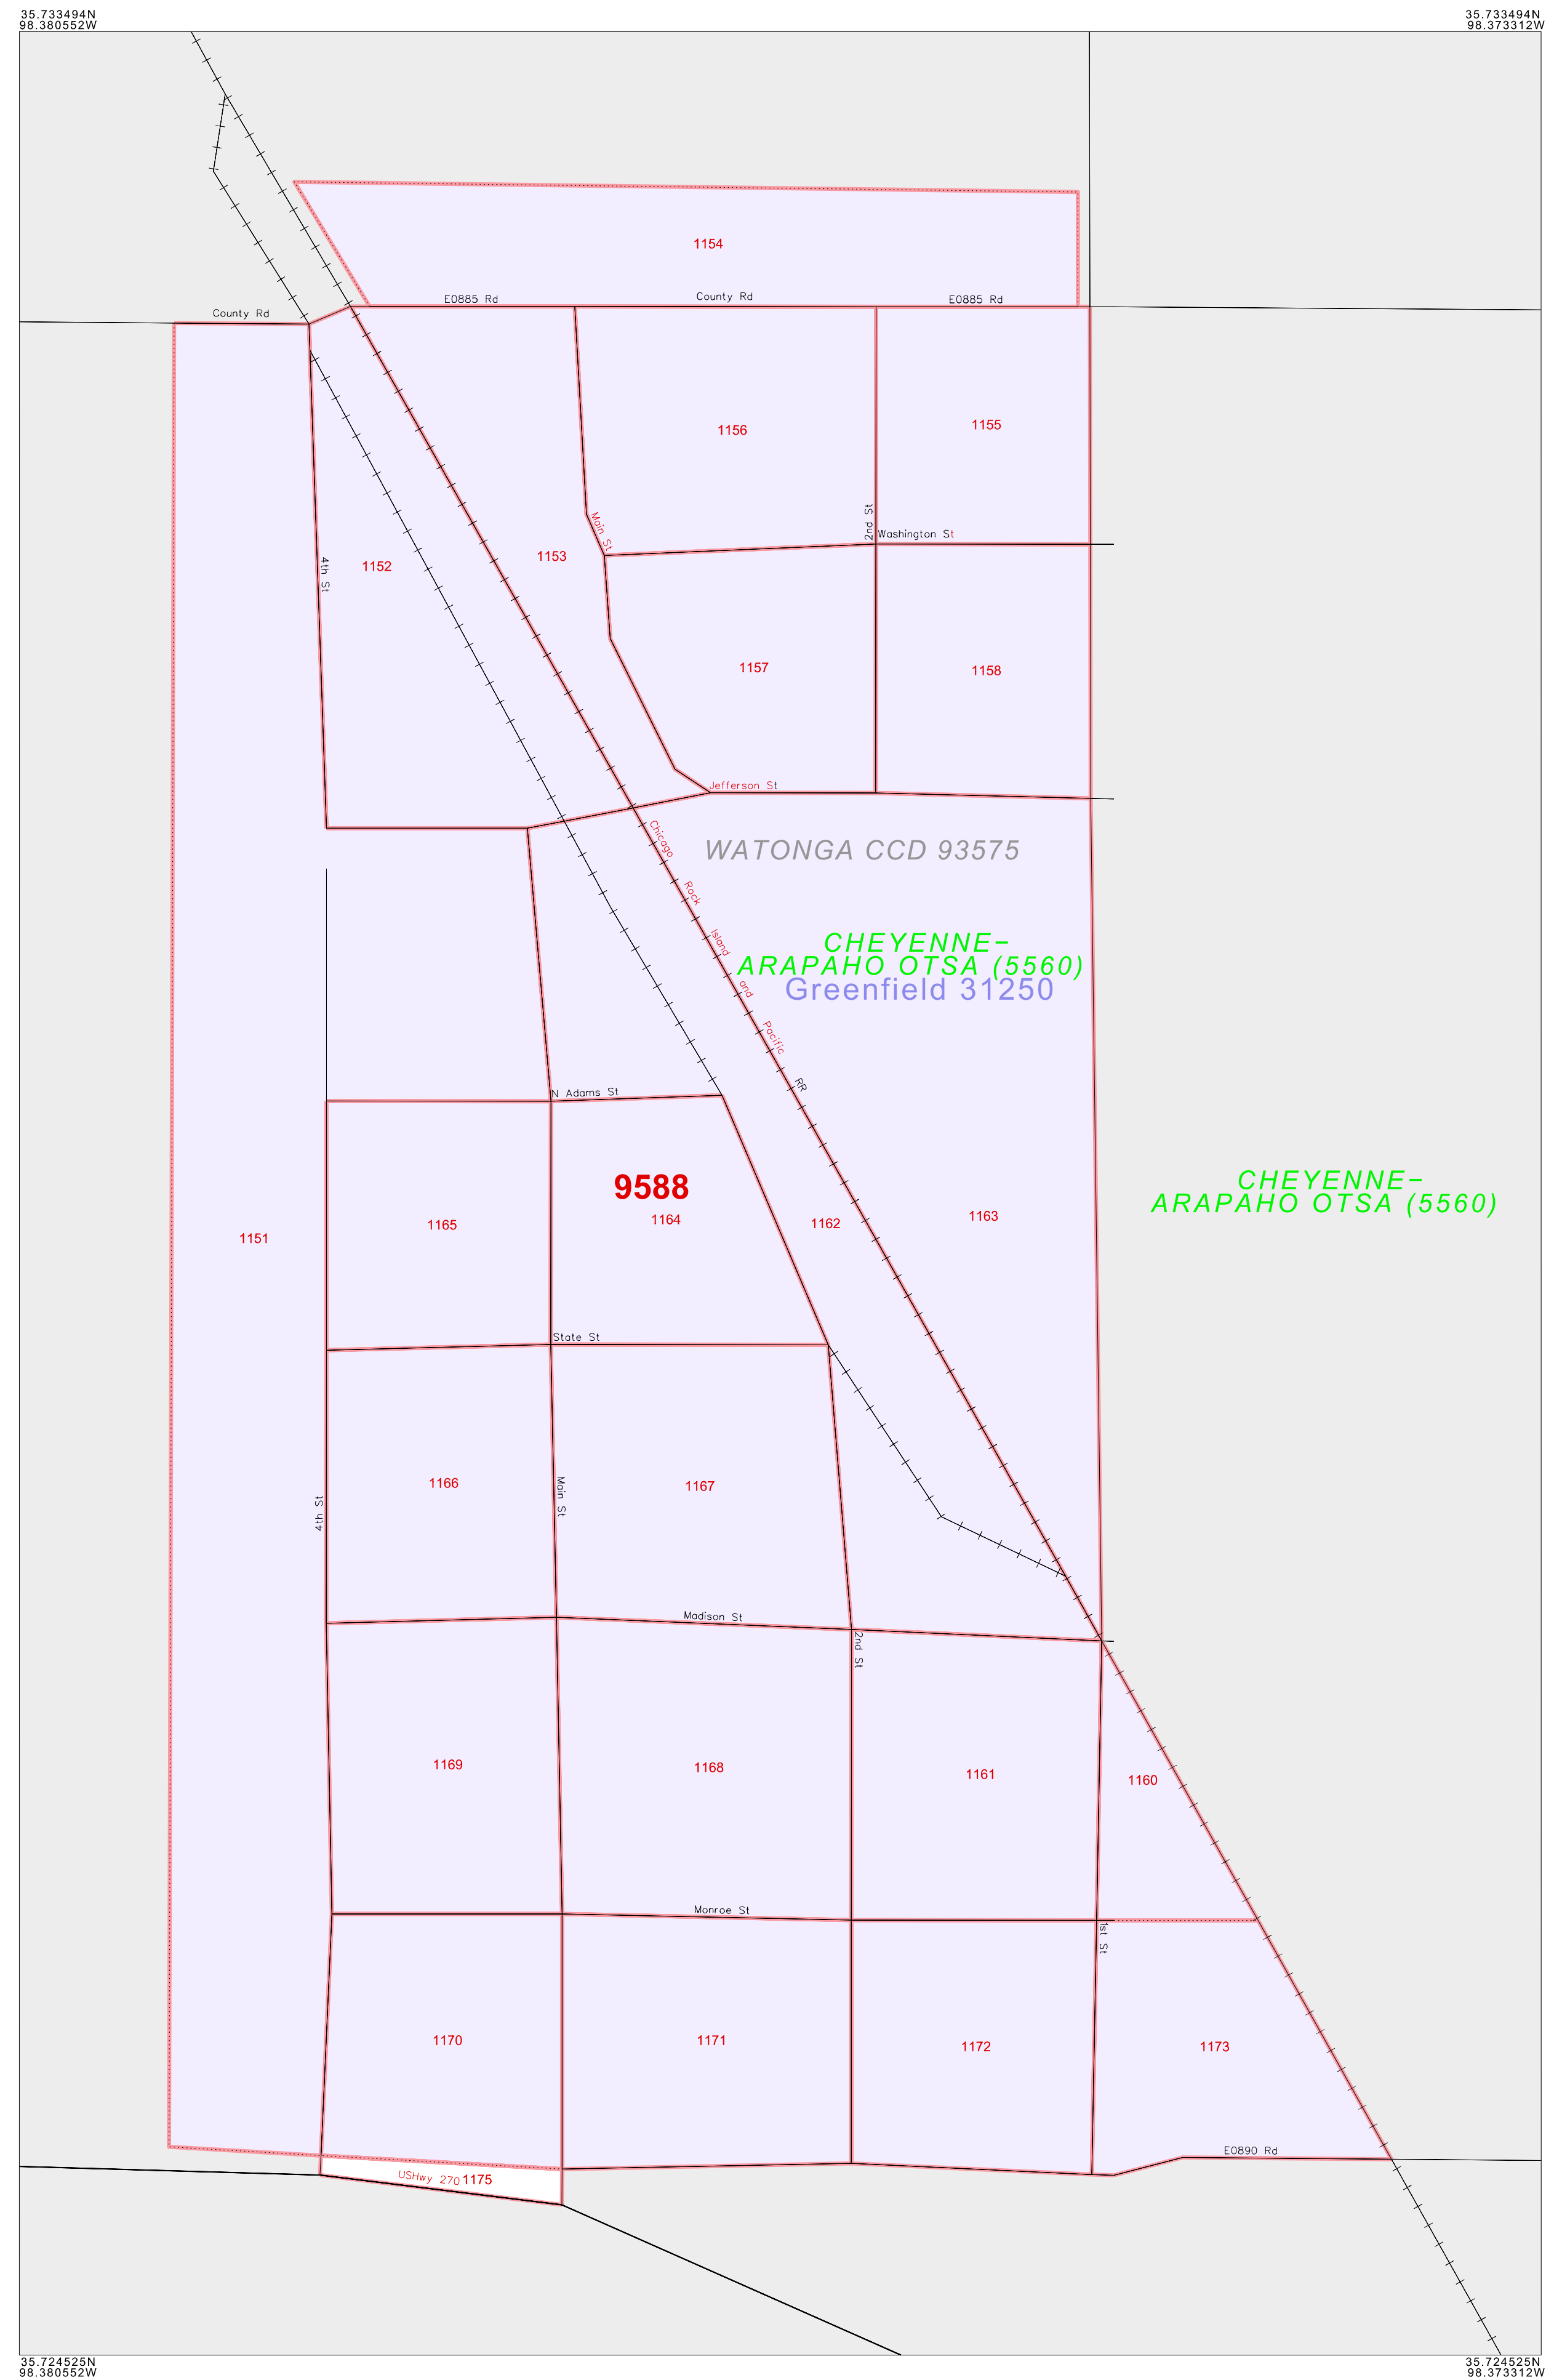 35.733494N
98.380552W
35.733494N
98.373312W
1154
E0885 Rd
County Rd
E0885 Rd
County Rd
1155
1156
2nd St
Washington St
Main St
1153
1152
4th St
1157
1158
Jefferson St
Chicago Rock Island and Pacific RR
WATONGA CCD 93575
CHEYENNE-
ARAPAHO OTSA (5560)
Greenfield 31250
N Adams St
9588
1164
1165
1162
1163
1151
CHEYENNE-
ARAPAHO OTSA (5560)
State St
1166
Main St
1167
4th St
Madison St
2nd St
1169
1168
1161
1160
Monroe St
1st St
1170
1171
1172
1173
E0890 Rd
USHwy 270
1175
35.724525N
98.380552W
35.724525N
98.373312W